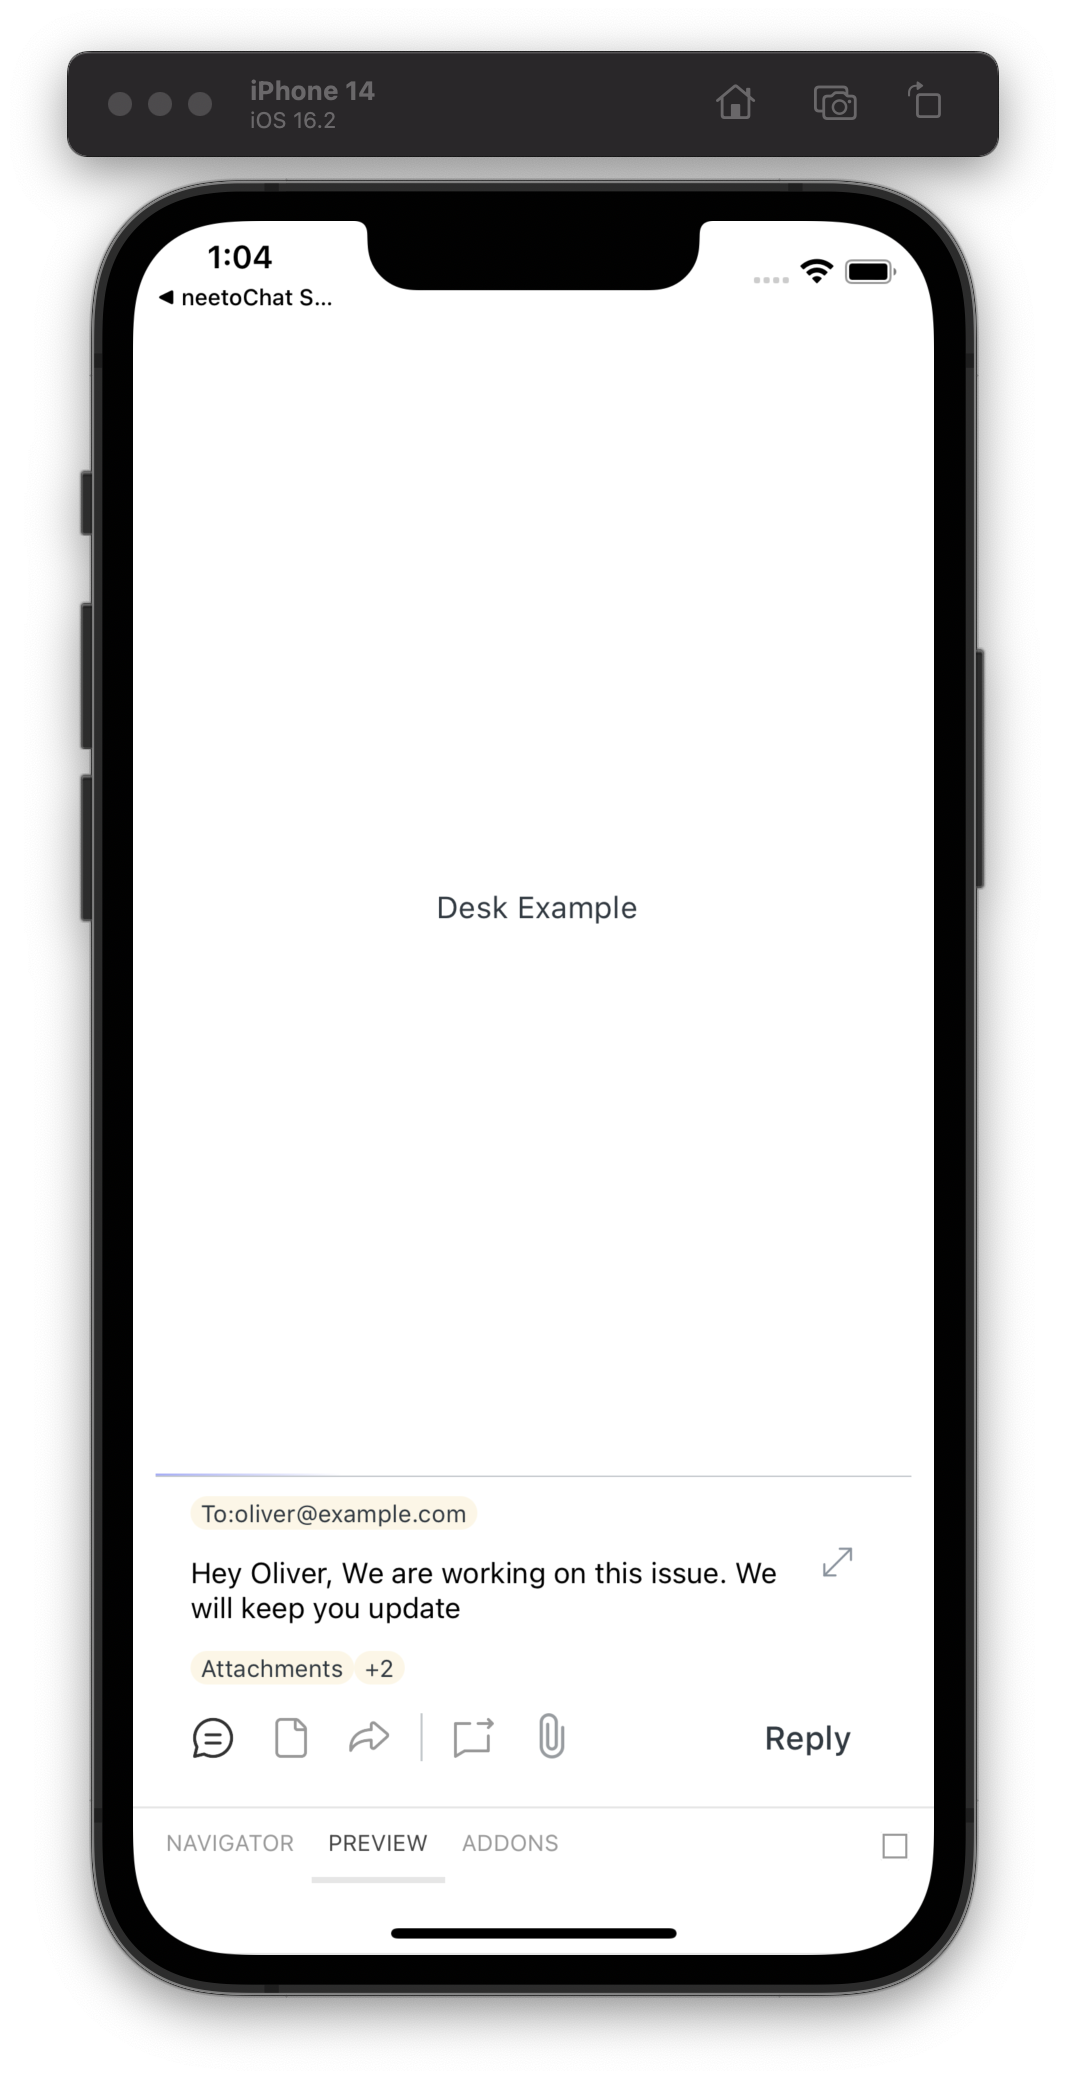 iPhone 14
iOS 16.2
1:04
neetoChat S...
Desk Example
To:oliver@example.com
Hey Oliver, We are working on this issue. We
will keep you update
Attachments +2
Reply
NAVIGATOR PREVIEW ADDONS